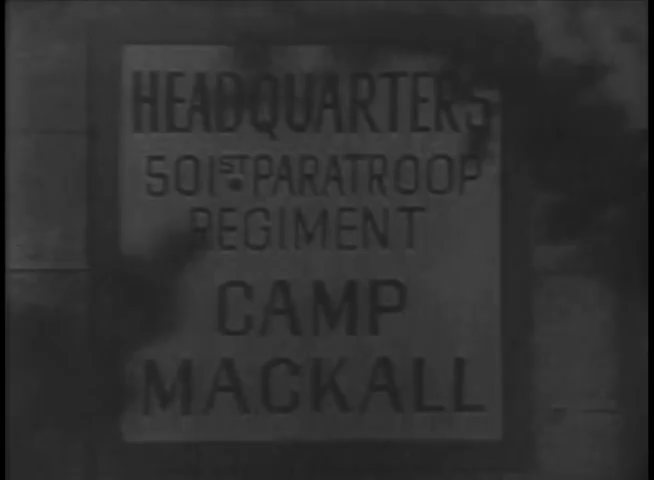 HEADQUARTERS
501ST PARATROOP
REGIMENT
CAMP
MACKALL